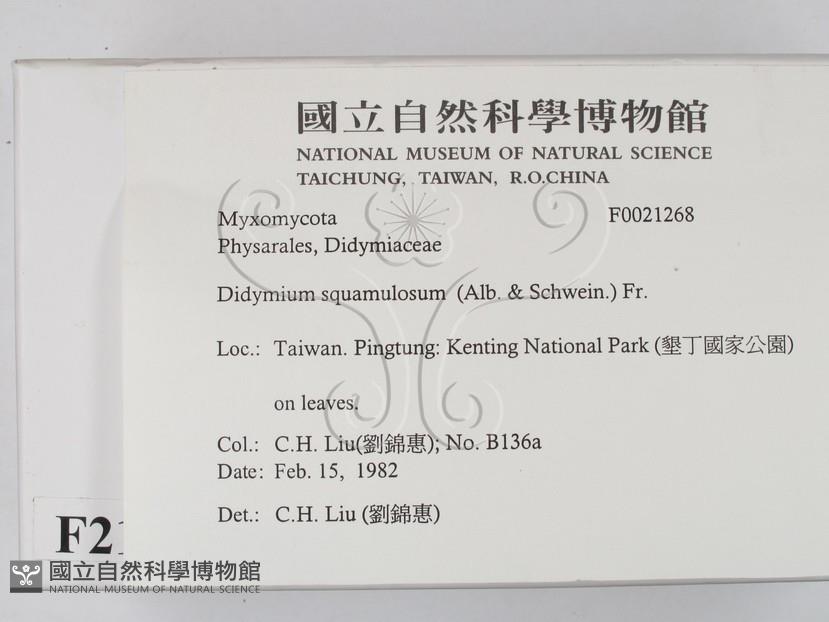 國立自然科學博物館
NATIONAL MUSEUM OF NATURAL SCIENCE
TAICHUNG, TAIWAN, R.O.CHINA
Myxomycota F0021268
Physarales, Didymiaceae
Didymium squamulosum (Alb. & Schwein.) Fr.
Loc.: Taiwan. Pingtung: Kenting National Park (墾丁國家公園)
on leaves.
Col.: C.H. Liu(劉錦惠); No. B136a
Date: Feb. 15, 1982
Det.: C.H. Liu (劉錦惠)
F2
國立自然科學博物館
NATIONAL MUSEUM OF NATURAL SCIENCE